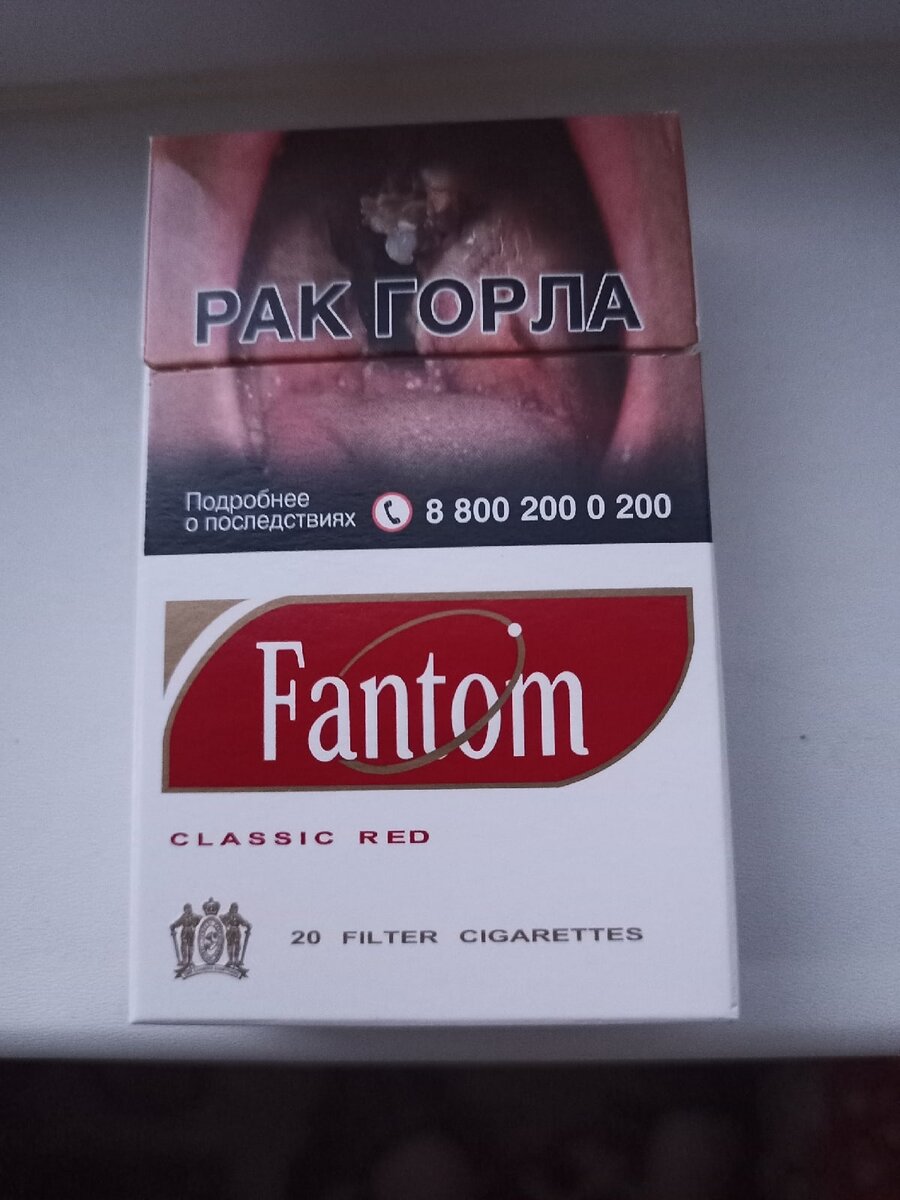 РАК ГОРЛА
Подробнее
о последствиях
8 800 200 0 200
Fantom
CLASSIC RED
20 FILTER CIGARETTES